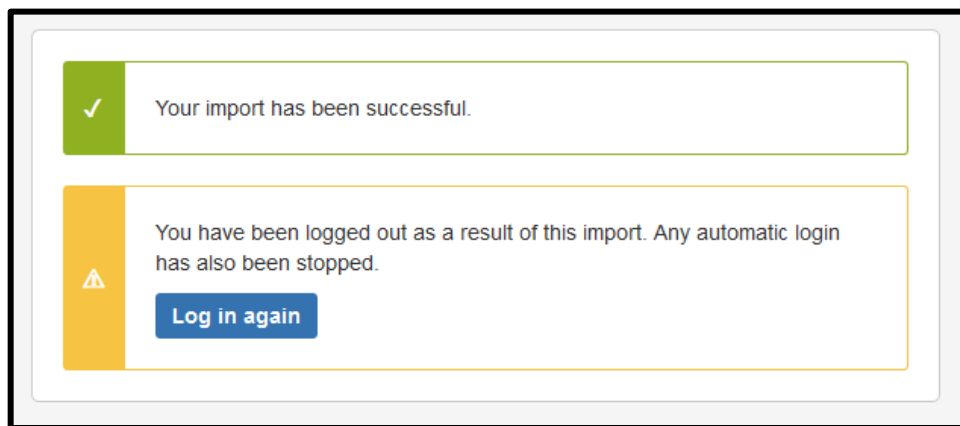 Your import has been successful.
You have been logged out as a result of this import. Any automatic login
has also been stopped.
Log in again